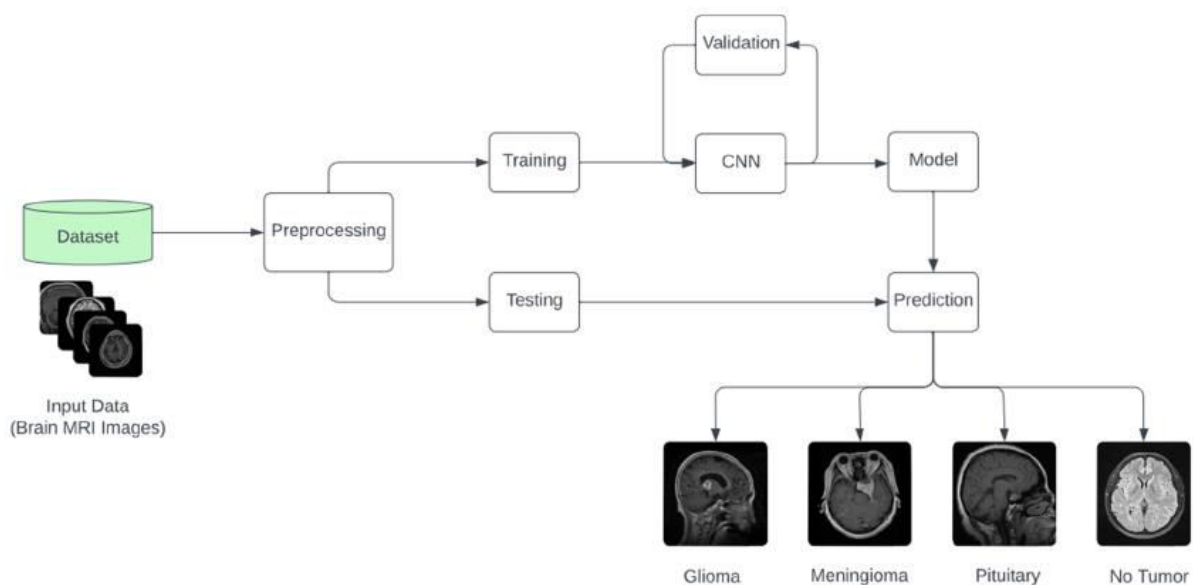 Validation
Training
CNN
Model
Dataset
Preprocessing
Testing
Prediction
Input Data
(Brain MRI Images)
Glioma
Meningioma
Pituitary
No Tumor